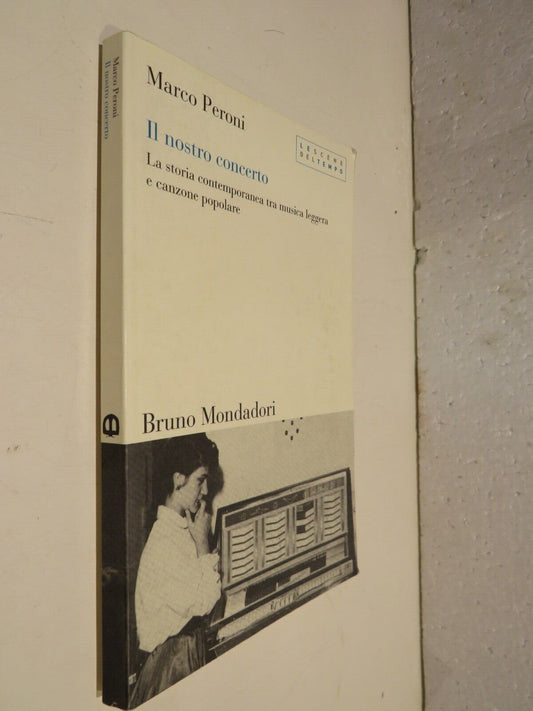 Marco Peroni
Il nostro concerto
Marco Peroni
Il nostro concerto
La storia contemporanea tra musica leggera
e canzone popolare
LE SCENE
DEL TEMPO
Bruno Mondadori